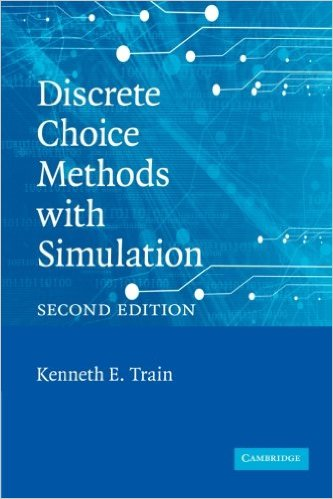 Discrete
Choice
Methods
with
Simulation
SECOND EDITION
Kenneth E. Train
CAMBRIDGE